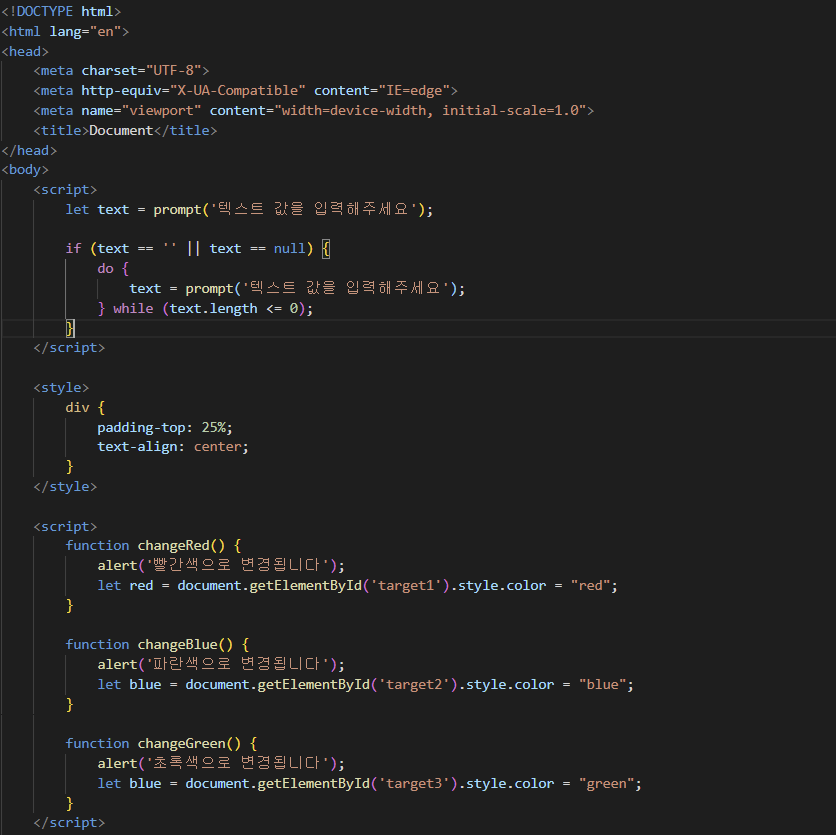 <!DOCTYPE html>
<html lang="en">
<head>
    <meta charset="UTF-8">
    <meta http-equiv="X-UA-Compatible" content="IE=edge">
    <meta name="viewport" content="width=device-width, initial-scale=1.0">
    <title>Document</title>
</head>
<body>
    <script>
        let text = prompt('텍스트 값을 입력해주세요');

        if (text == '' || text == null) {
            do {
                text = prompt('텍스트 값을 입력해주세요');
            } while (text.length <= 0);
        }
    </script>

    <style>
        div {
            padding-top: 25%;
            text-align: center;
        }
    </style>

    <script>
        function changeRed() {
            alert('빨간색으로 변경됩니다');
            let red = document.getElementById('target1').style.color = "red";
        }

        function changeBlue() {
            alert('파란색으로 변경됩니다');
            let blue = document.getElementById('target2').style.color = "blue";
        }

        function changeGreen() {
            alert('초록색으로 변경됩니다');
            let blue = document.getElementById('target3').style.color = "green";
        }
    </script>